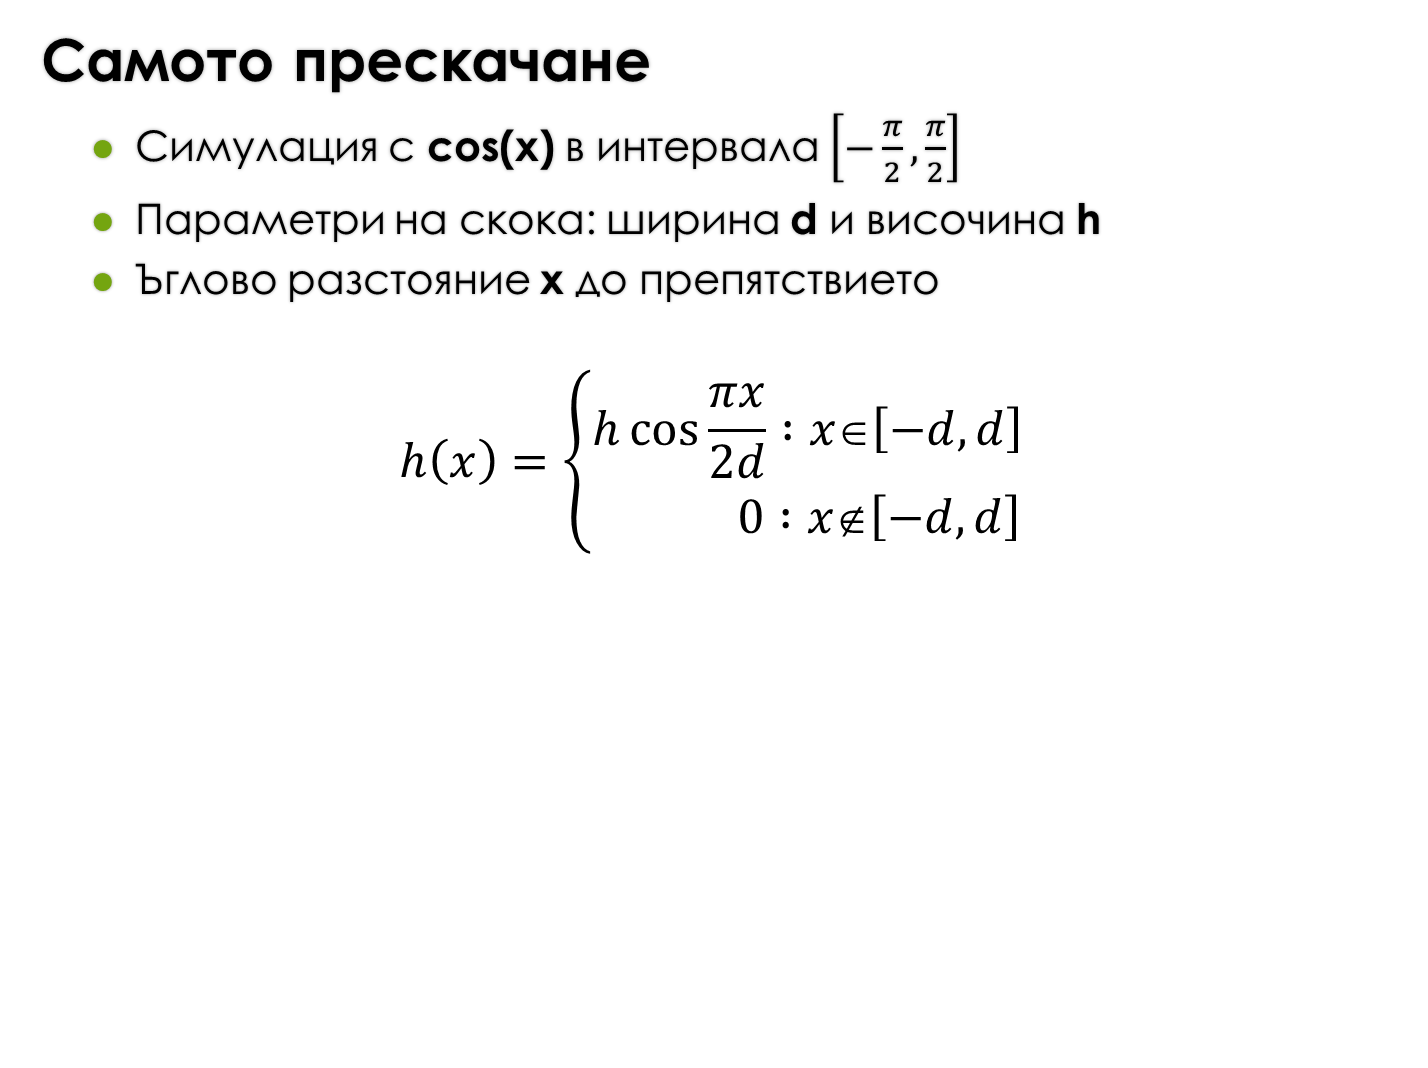 Самото прескачане
● Симулация с cos(x) в интервала [−π/2, π/2]
● Параметри на скока: ширина d и височина h
● Ъглово разстояние x до препятствието
h(x) = { h cos πx/2d : x∈[−d, d]
0 : x∉[−d, d]